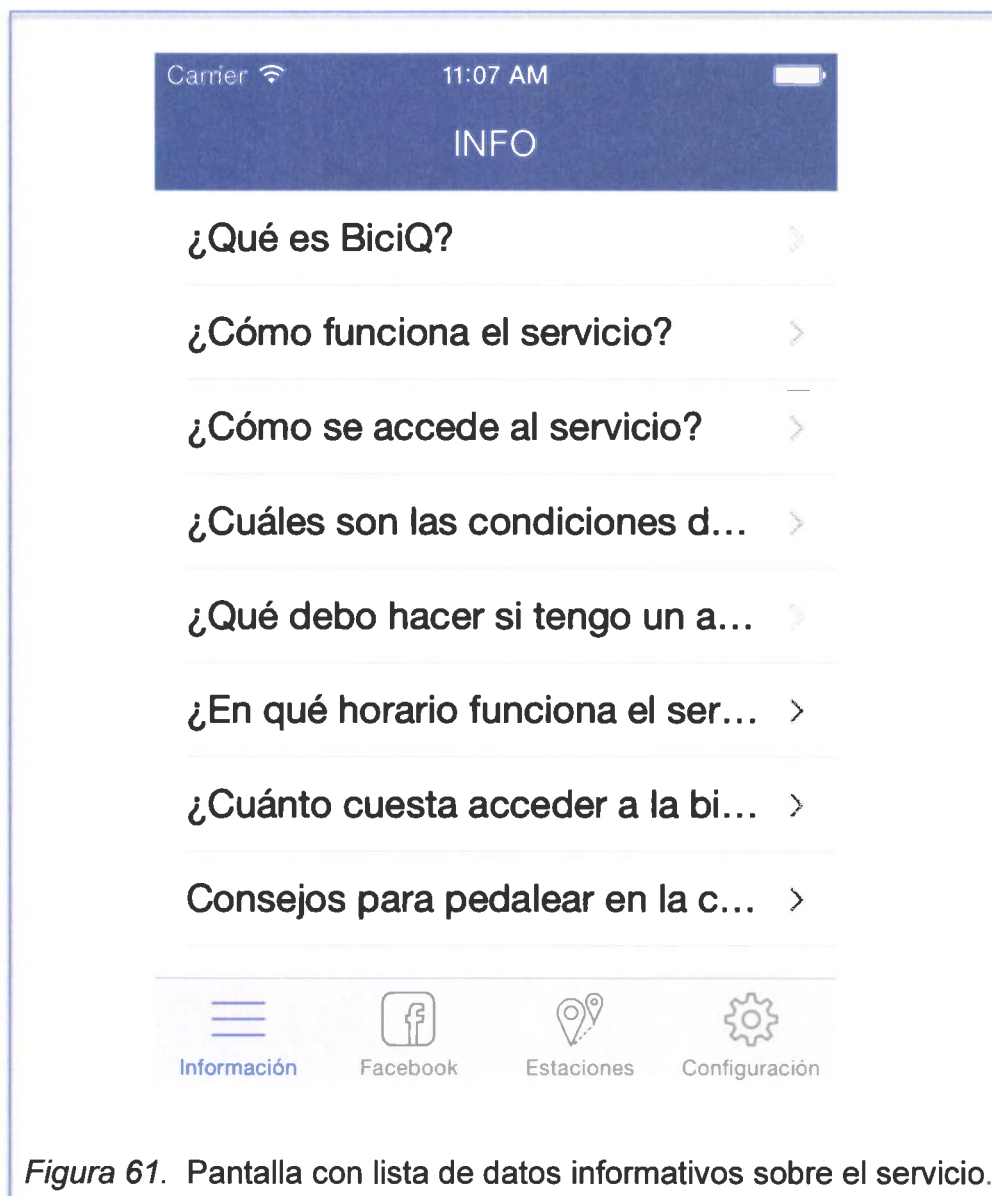 Carrier 11:07 AM
INFO
¿Qué es BiciQ?
¿Cómo funciona el servicio?
¿Cómo se accede al servicio?
¿Cuáles son las condiciones d...
¿Qué debo hacer si tengo un a...
¿En qué horario funciona el ser...
¿Cuánto cuesta acceder a la bi...
Consejos para pedalear en la c...
Información Facebook Estaciones Configuración
Figura 61. Pantalla con lista de datos informativos sobre el servicio.